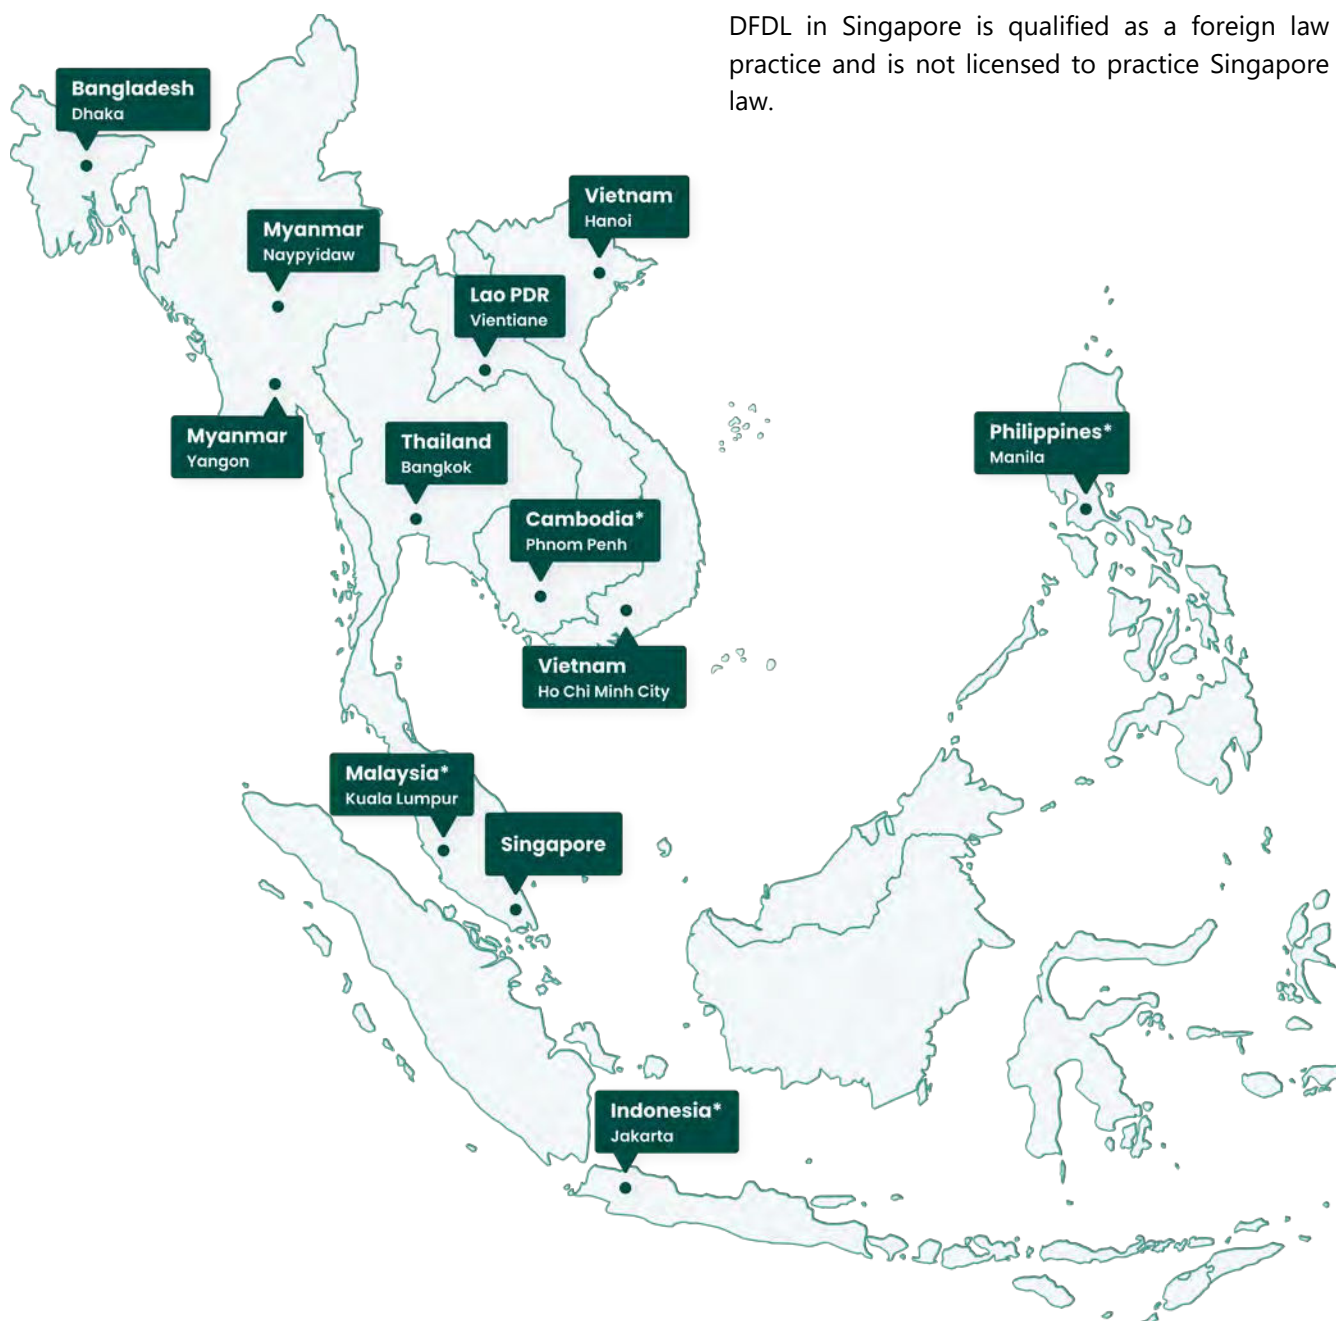 DFDL in Singapore is qualified as a foreign law
practice and is not licensed to practice Singapore
law.
Bangladesh
Dhaka
Vietnam
Hanoi
Myanmar
Naypyidaw
Lao PDR
Vientiane
Myanmar
Yangon
Thailand
Bangkok
Philippines*
Manila
Cambodia*
Phnom Penh
Vietnam
Ho Chi Minh City
Malaysia*
Kuala Lumpur
Singapore
Indonesia*
Jakarta